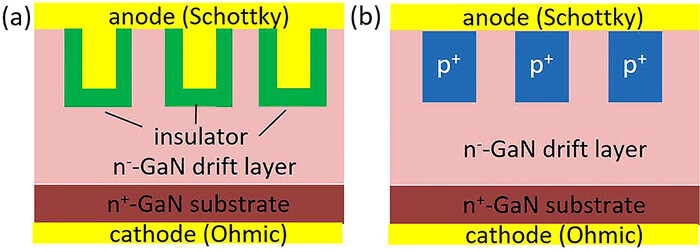 (a)
anode (Schottky)
insulator
n⁻-GaN drift layer
n⁺-GaN substrate
cathode (Ohmic)
(b)
anode (Schottky)
p⁺ p⁺ p⁺
n⁻-GaN drift layer
n⁺-GaN substrate
cathode (Ohmic)